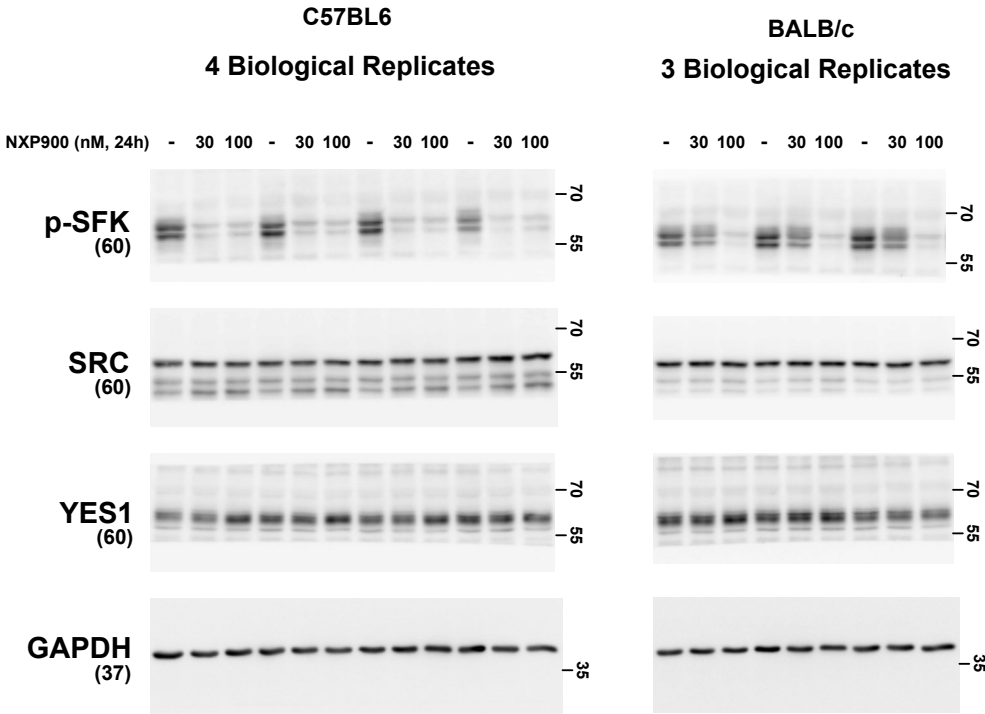 C57BL6
4 Biological Replicates
BALB/c
3 Biological Replicates
NXP900 (nM, 24h) - 30 100 - 30 100 - 30 100 - 30 100
- 30 100 - 30 100 - 30 100
p-SFK
(60)
70
55
70
55
SRC
(60)
70
55
70
55
YES1
(60)
70
55
70
55
GAPDH
(37)
35
35